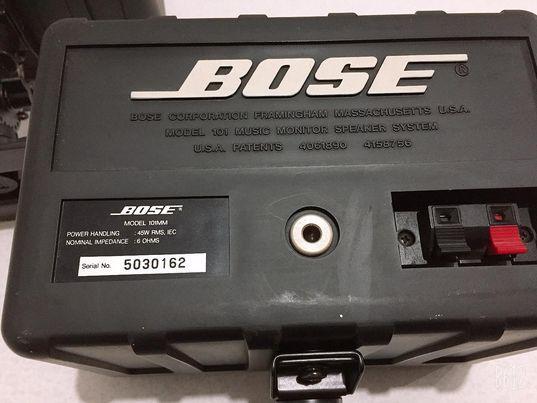 BOSE®
BOSE CORPORATION FRAMINGHAM MASSACHUSETTS U.S.A.
MODEL 101 MUSIC MONITOR SPEAKER SYSTEM
U.S.A. PATENTS 4061890 4158756
BOSE®
MODEL 101MM
POWER HANDLING : 45W RMS, IEC
NOMINAL IMPEDANCE : 6 OHMS
Serial No. 5030162
B612